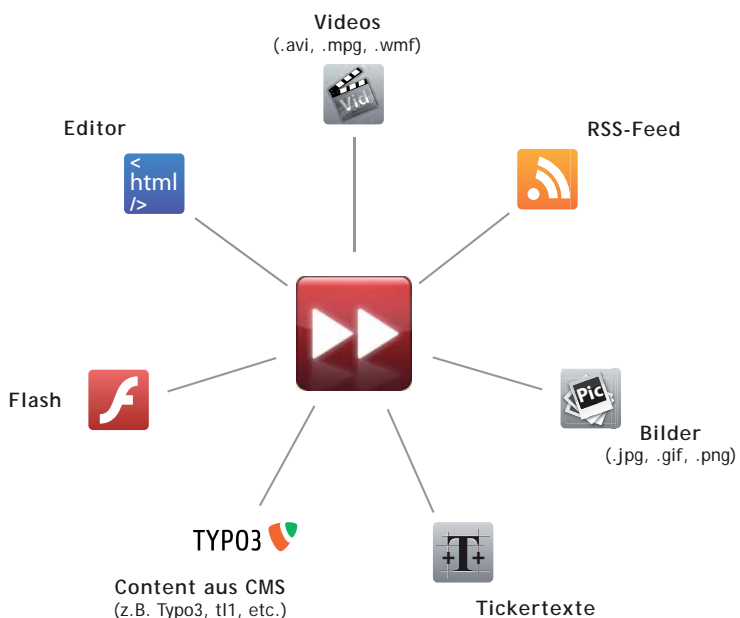 Videos
(.avi, .mpg, .wmf)
Vid
Editor
RSS-Feed
<
html
/>
Flash
f
Pic
Bilder
(.jpg, .gif, .png)
TYPO3
+T+
Content aus CMS
(z.B. Typo3, tl1, etc.)
Tickertexte